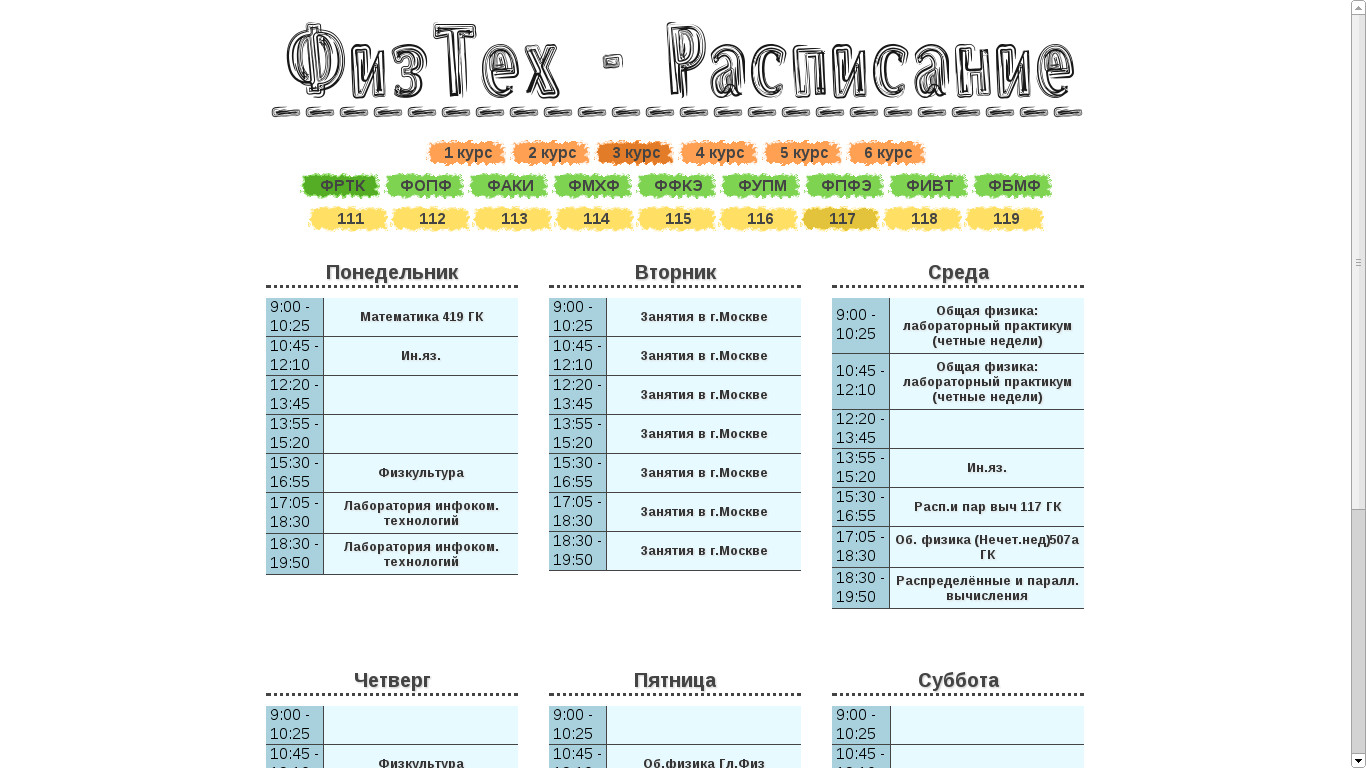 ФизТех - Расписание
1 курс 2 курс 3 курс 4 курс 5 курс 6 курс
ФРТК ФОПФ ФАКИ ФМХФ ФФКЭ ФУПМ ФПФЭ ФИВТ ФБМФ
111 112 113 114 115 116 117 118 119
Понедельник
9:00 -
10:25
Математика 419 ГК
10:45 -
12:10
Ин.яз.
12:20 -
13:45
13:55 -
15:20
15:30 -
16:55
Физкультура
17:05 -
18:30
Лаборатория инфоком.
технологий
18:30 -
19:50
Лаборатория инфоком.
технологий
Вторник
9:00 -
10:25
Занятия в г.Москве
10:45 -
12:10
Занятия в г.Москве
12:20 -
13:45
Занятия в г.Москве
13:55 -
15:20
Занятия в г.Москве
15:30 -
16:55
Занятия в г.Москве
17:05 -
18:30
Занятия в г.Москве
18:30 -
19:50
Занятия в г.Москве
Среда
9:00 -
10:25
Общая физика:
лабораторный практикум
(четные недели)
10:45 -
12:10
Общая физика:
лабораторный практикум
(четные недели)
12:20 -
13:45
13:55 -
15:20
Ин.яз.
15:30 -
16:55
Расп.и пар выч 117 ГК
17:05 -
18:30
Об. физика (Нечет.нед)507а
ГК
18:30 -
19:50
Распределённые и паралл.
вычисления
Четверг
9:00 -
10:25
10:45 -
Физкультура
Пятница
9:00 -
10:25
10:45 -
Об.физика Гл.Физ
Суббота
9:00 -
10:25
10:45 -